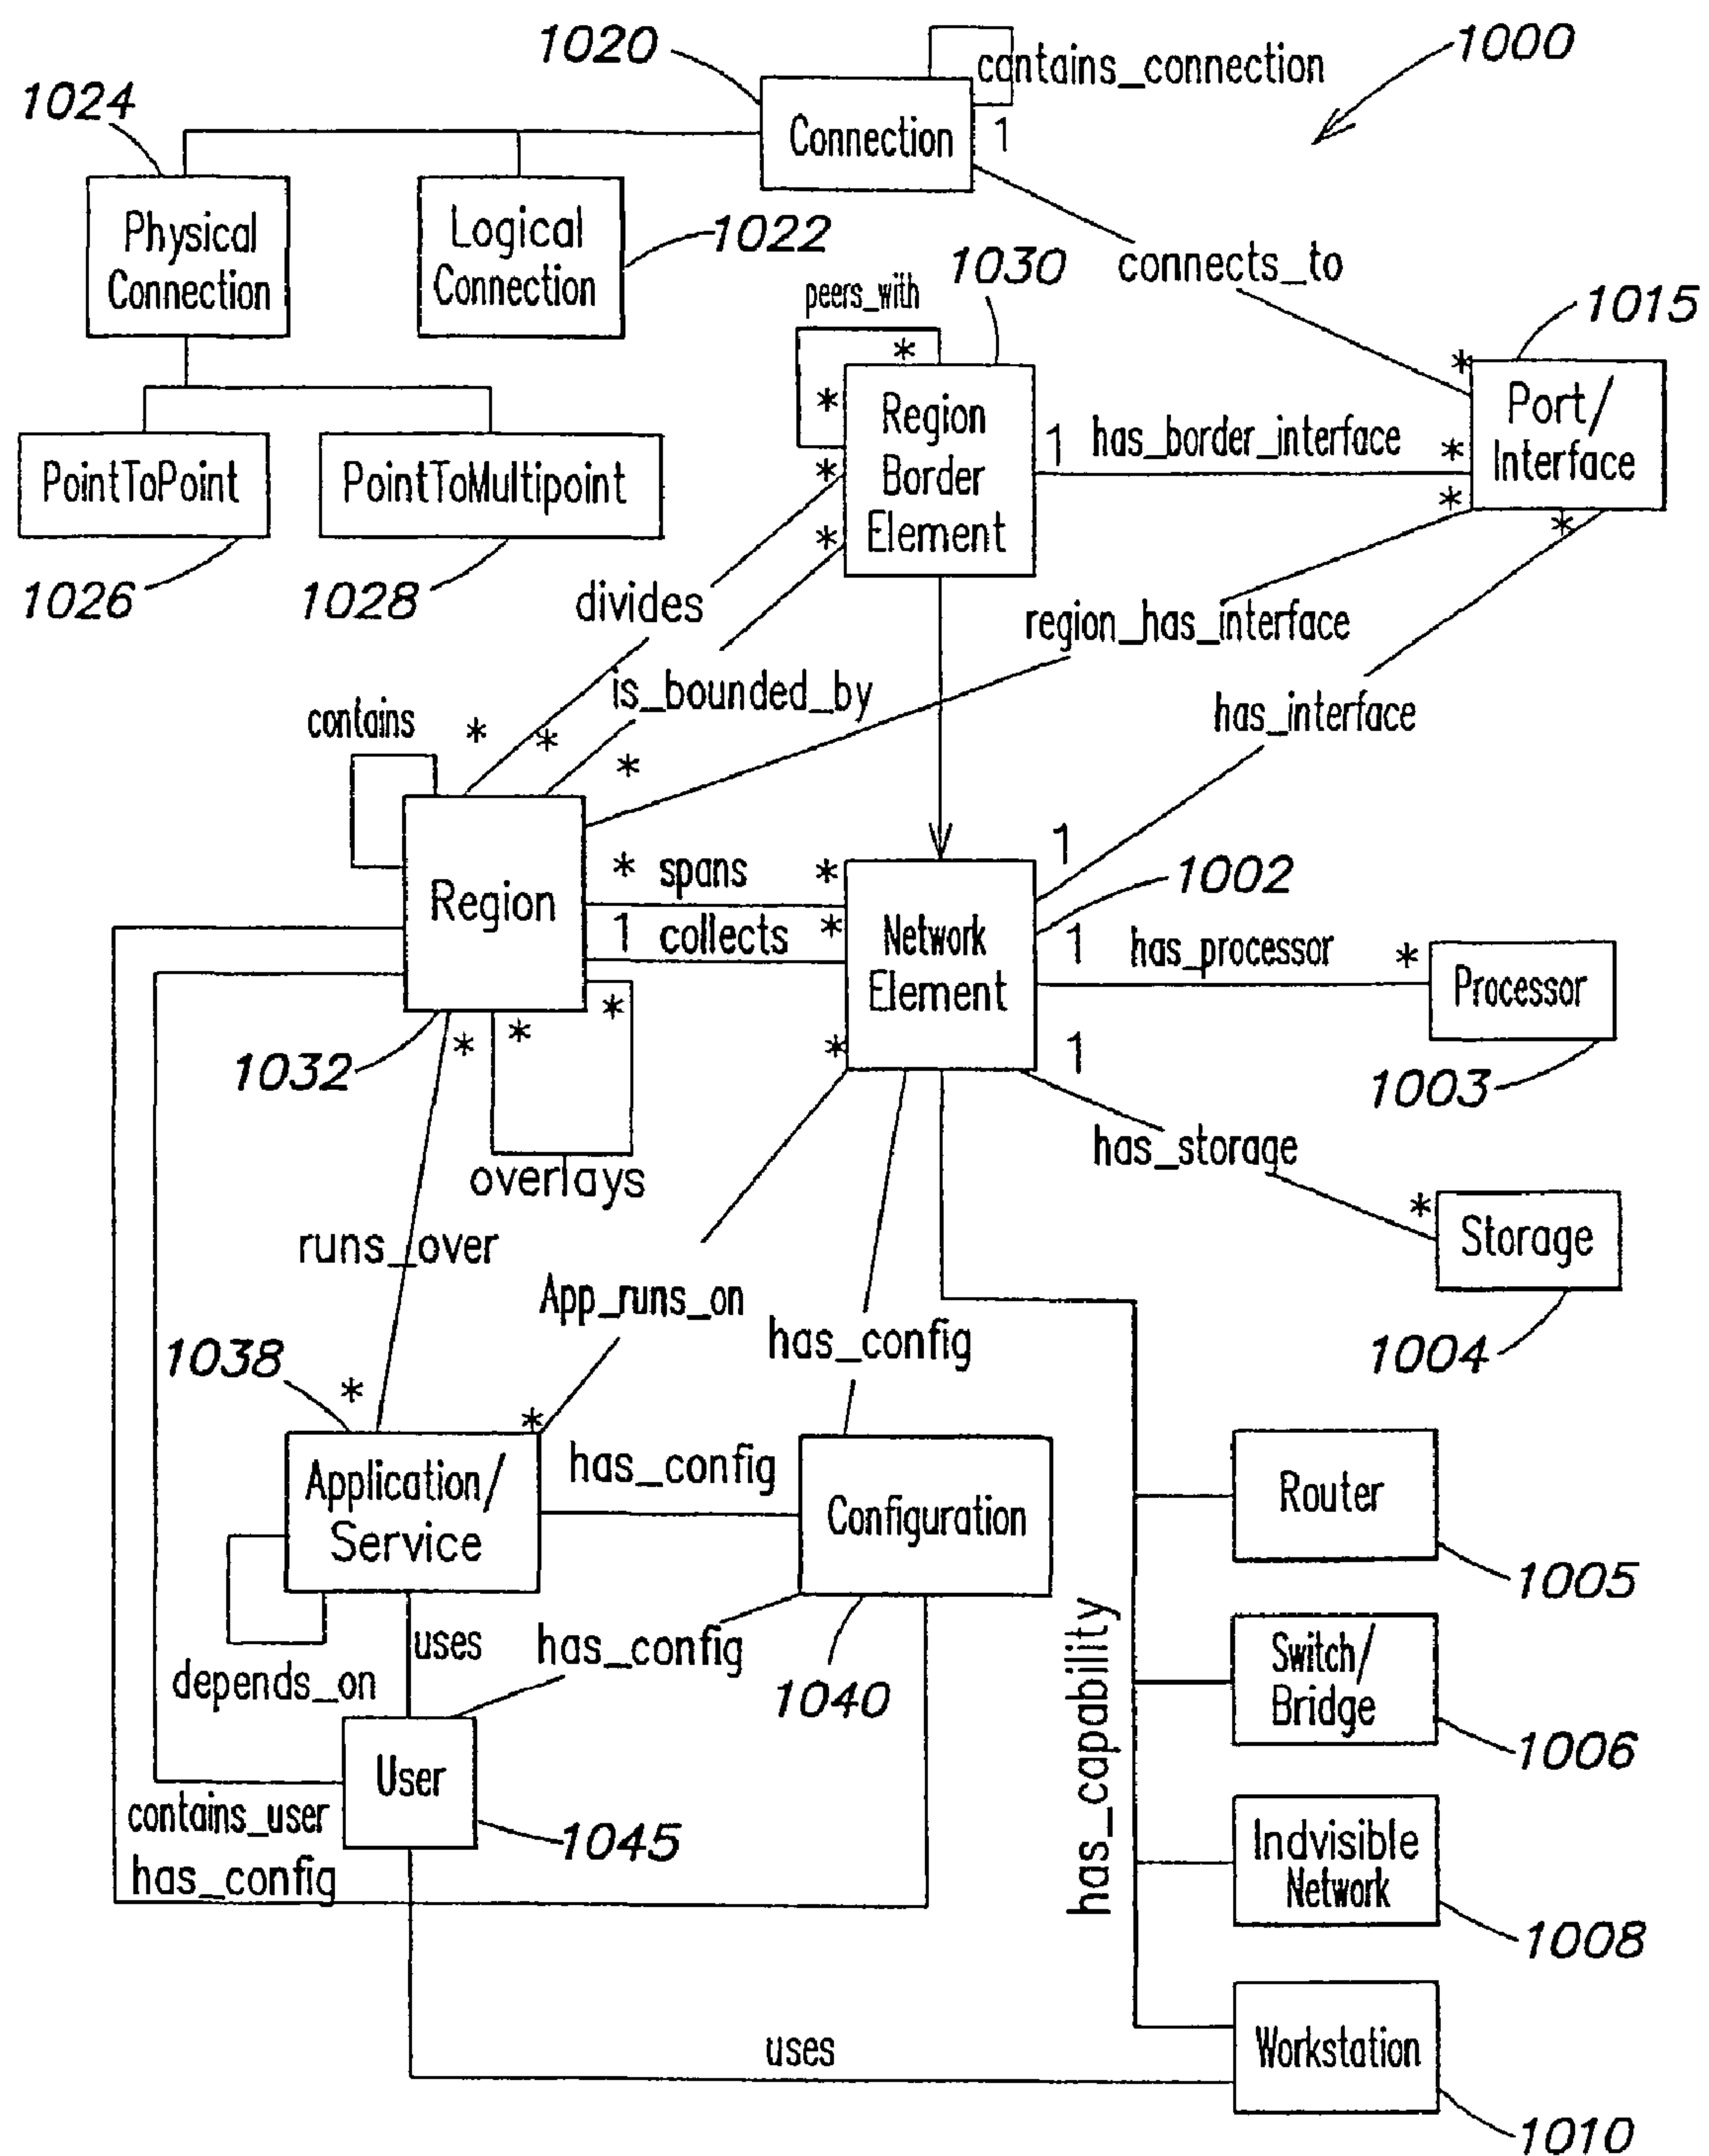 1020
contains_connection
1000
1024
Connection
1
Physical
Connection
Logical
Connection
1022
1030
connects_to
peers_with
1015
*
*
*
Region
Border
Element
1
has_border_interface
*
Port/
Interface
PointToPoint
PointToMultipoint
*
*
*
*
1026
1028
divides
region_has_interface
is_bounded_by
contains
*
*
*
has_interface
Region
*
spans
*
1
1002
1
collects
*
Network
Element
1
has_processor
*
Processor
*
*
*
1032
*
1
1003
has_storage
overlays
*
Storage
runs_over
App_runs_on
has_config
1004
1038
*
*
Application/
Service
has_config
Configuration
Router
1005
uses
has_config
depends_on
1040
has_capability
Switch/
Bridge
1006
User
contains_user
1045
has_config
Indvisible
Network
1008
uses
Workstation
1010